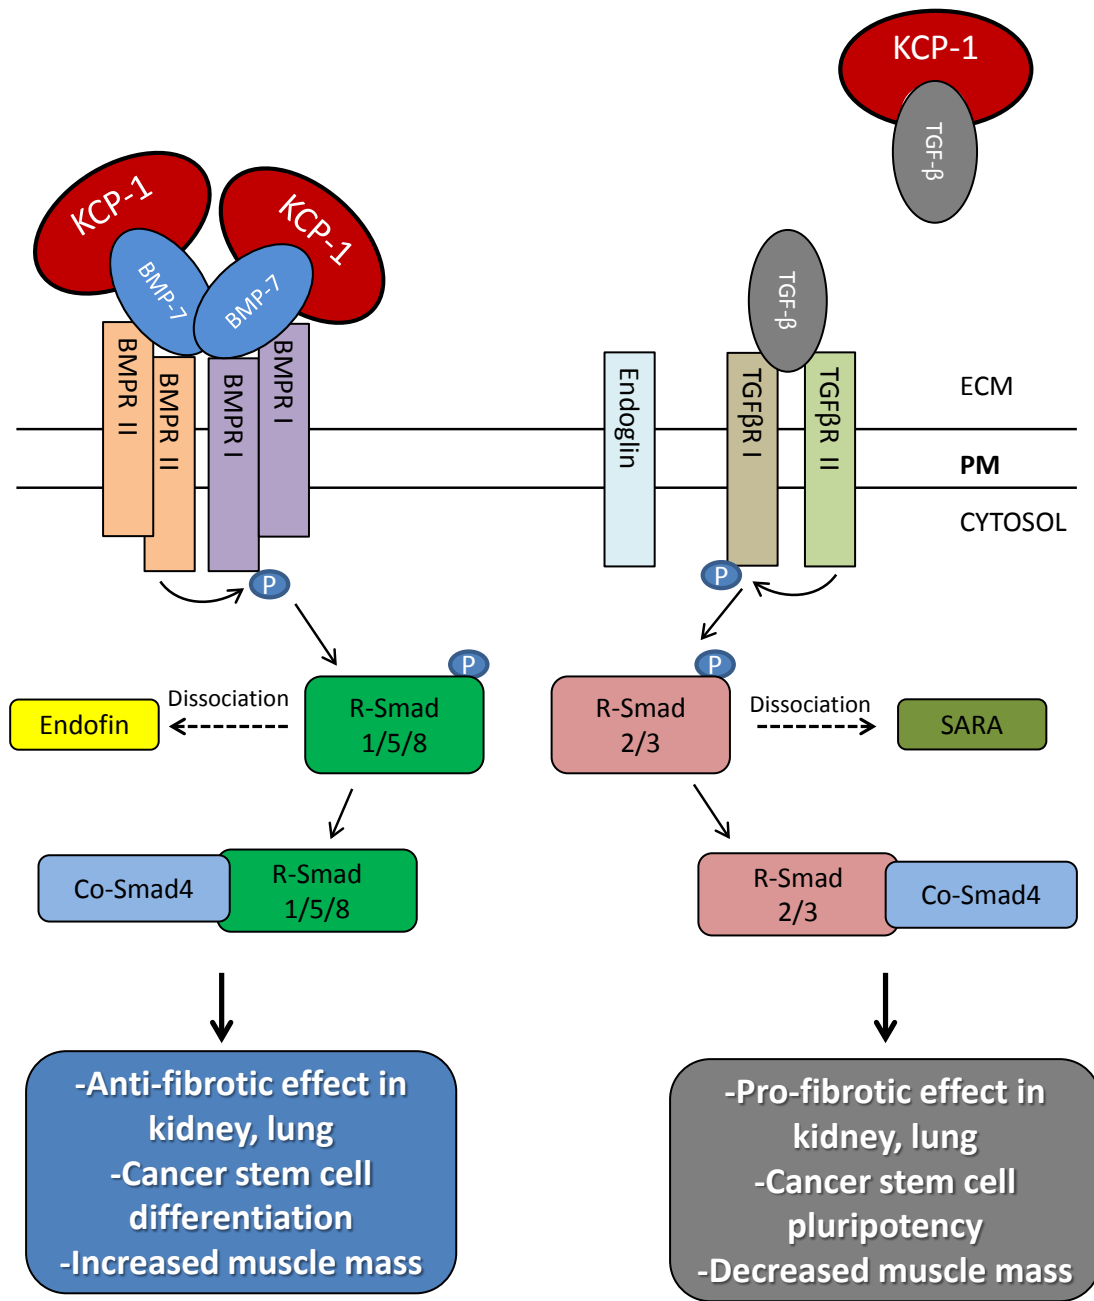 KCP-1
TGF-β
KCP-1
KCP-1
BMP-7
BMP-7
BMPR II
BMPR II
BMPR I
BMPR I
TGF-β
Endoglin
TGFβR I
TGFβR II
ECM
PM
CYTOSOL
P
P
P
R-Smad
1/5/8
Dissociation
Endofin
P
R-Smad
2/3
Dissociation
SARA
Co-Smad4
R-Smad
1/5/8
R-Smad
2/3
Co-Smad4
-Anti-fibrotic effect in
kidney, lung
-Cancer stem cell
differentiation
-Increased muscle mass
-Pro-fibrotic effect in
kidney, lung
-Cancer stem cell
pluripotency
-Decreased muscle mass